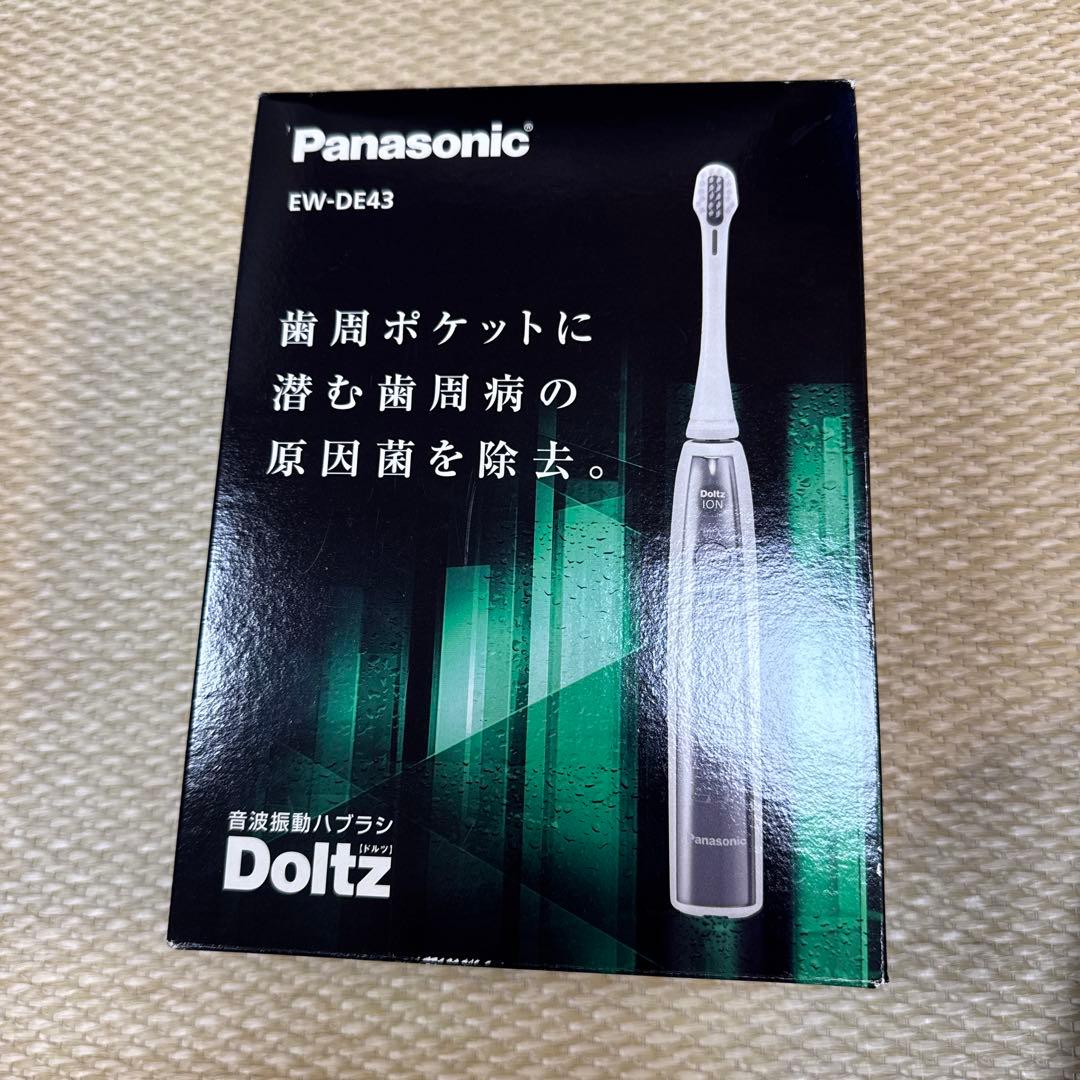 Panasonic®
EW-DE43
歯周ポケットに
潜む歯周病の
原因菌を除去。
Doltz
ION
Panasonic
音波振動ハブラシ
Doltz【ドルツ】